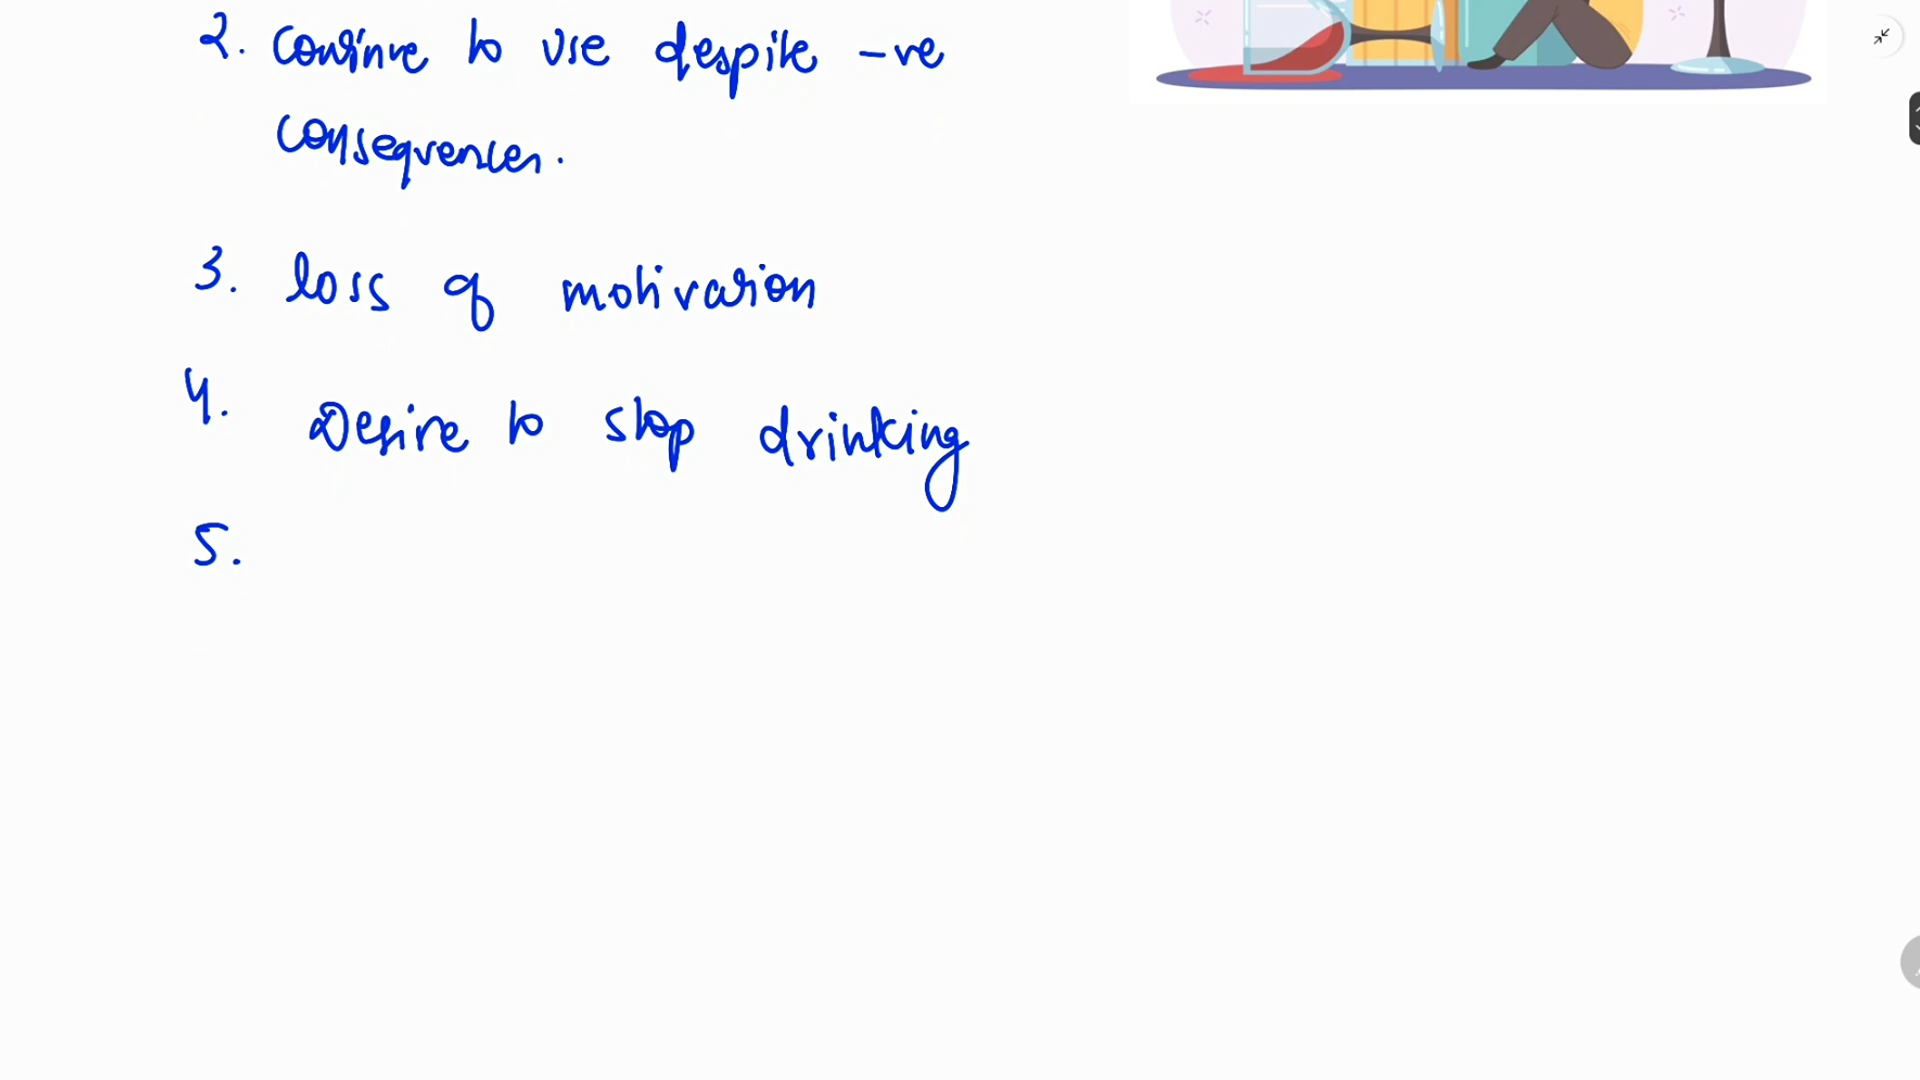 2. Continue to use despite -ve
consequences.
3. loss of motivation
4. Desire to stop drinking
5.